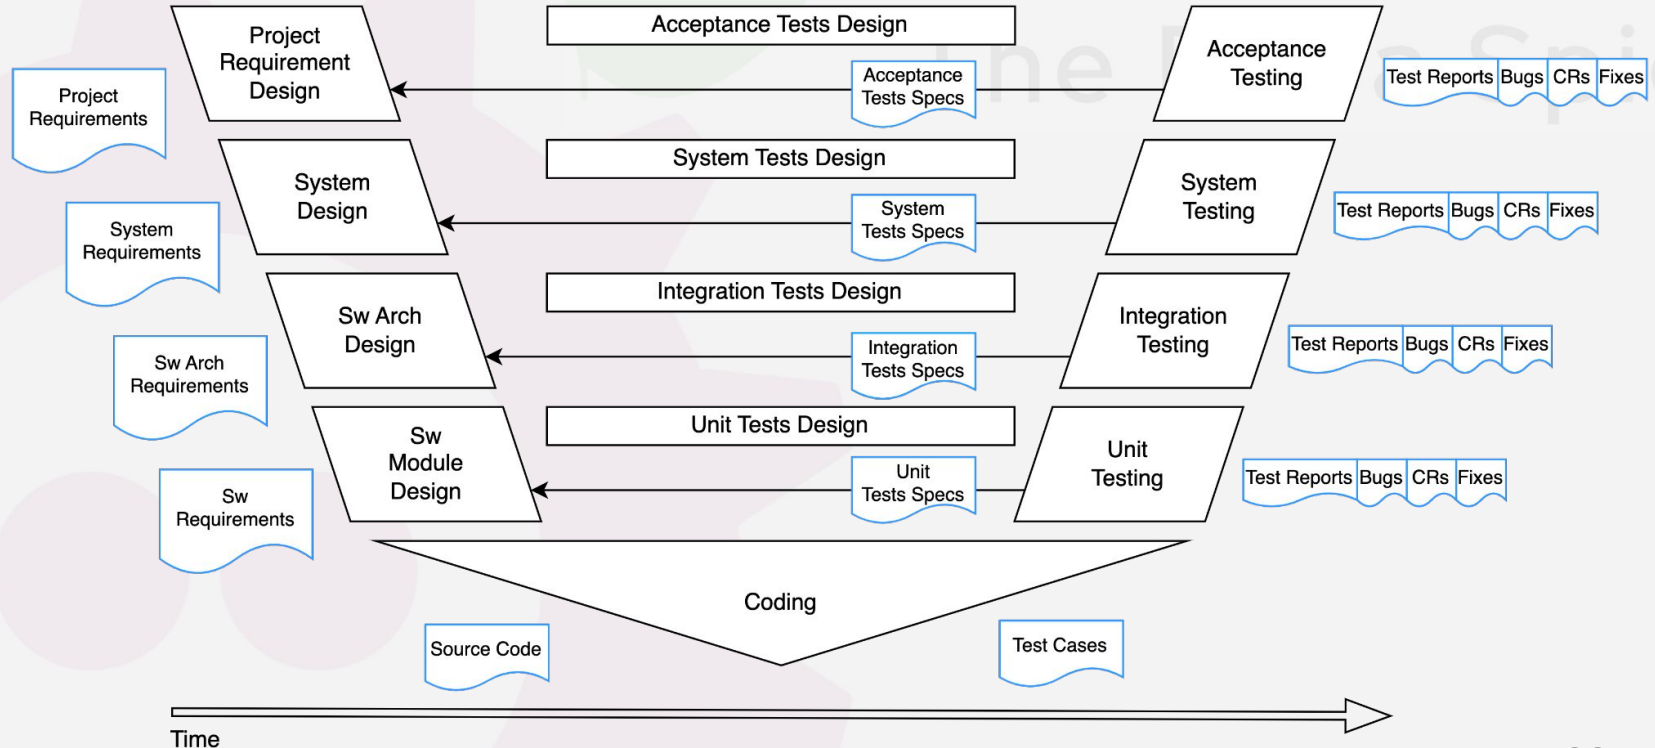 Project
Requirement
Design
Acceptance Tests Design
Acceptance
Tests Specs
Acceptance
Testing
Test Reports
Bugs
CRs
Fixes
Project
Requirements
System
Design
System Tests Design
System
Tests Specs
System
Testing
Test Reports
Bugs
CRs
Fixes
System
Requirements
Sw Arch
Design
Integration Tests Design
Integration
Tests Specs
Integration
Testing
Test Reports
Bugs
CRs
Fixes
Sw Arch
Requirements
Sw
Module
Design
Unit Tests Design
Unit
Tests Specs
Unit
Testing
Test Reports
Bugs
CRs
Fixes
Sw
Requirements
Coding
Source Code
Test Cases
Time